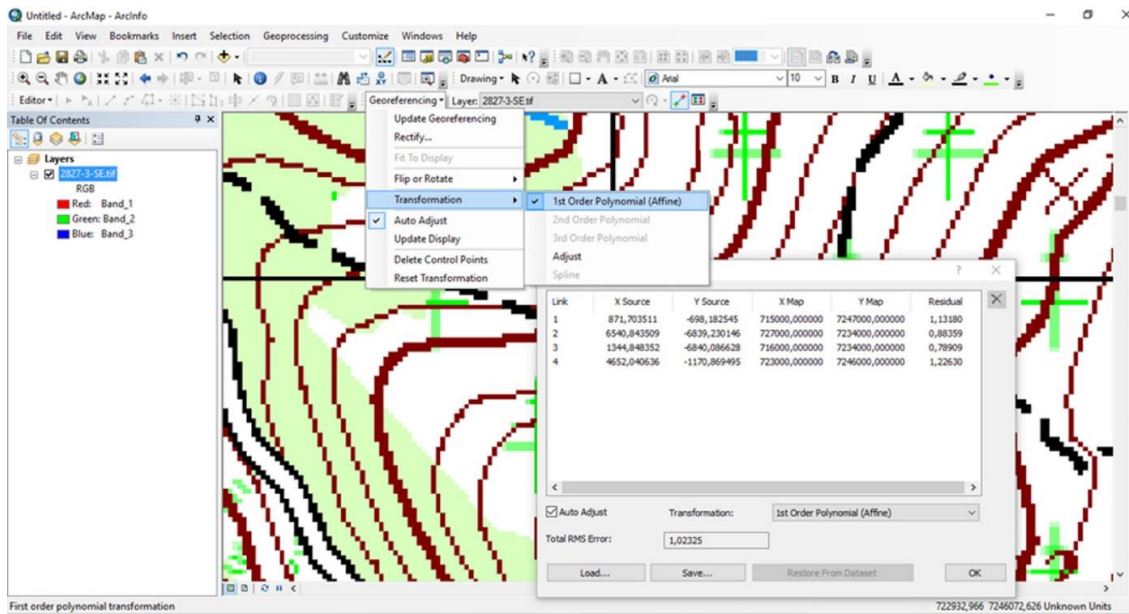 Untitled - ArcMap - ArcInfo
File Edit View Bookmarks Insert Selection Geoprocessing Customize Windows Help
Drawing Arial 10 B I U A
Editor Georeferencing Layer: 2827-3-SE.tif
Table Of Contents
Layers
2827-3-SE.tif
RGB
Red: Band_1
Green: Band_2
Blue: Band_3
Update Georeferencing
Rectify...
Fit To Display
Flip or Rotate
Transformation
Auto Adjust
Update Display
Delete Control Points
Reset Transformation
1st Order Polynomial (Affine)
2nd Order Polynomial
3rd Order Polynomial
Adjust
Spline
Link X Source Y Source X Map Y Map Residual
1 871,703511 -698,182545 715000,000000 7247000,000000 1,13180
2 6540,843509 -6839,230146 727000,000000 7234000,000000 0,88359
3 1344,848352 -6840,086628 716000,000000 7234000,000000 0,78909
4 4652,040636 -1170,869495 723000,000000 7246000,000000 1,22630
Auto Adjust Transformation: 1st Order Polynomial (Affine)
Total RMS Error: 1,02325
Load... Save... Restore From Dataset OK
First order polynomial transformation 722932,966 7246072,626 Unknown Units